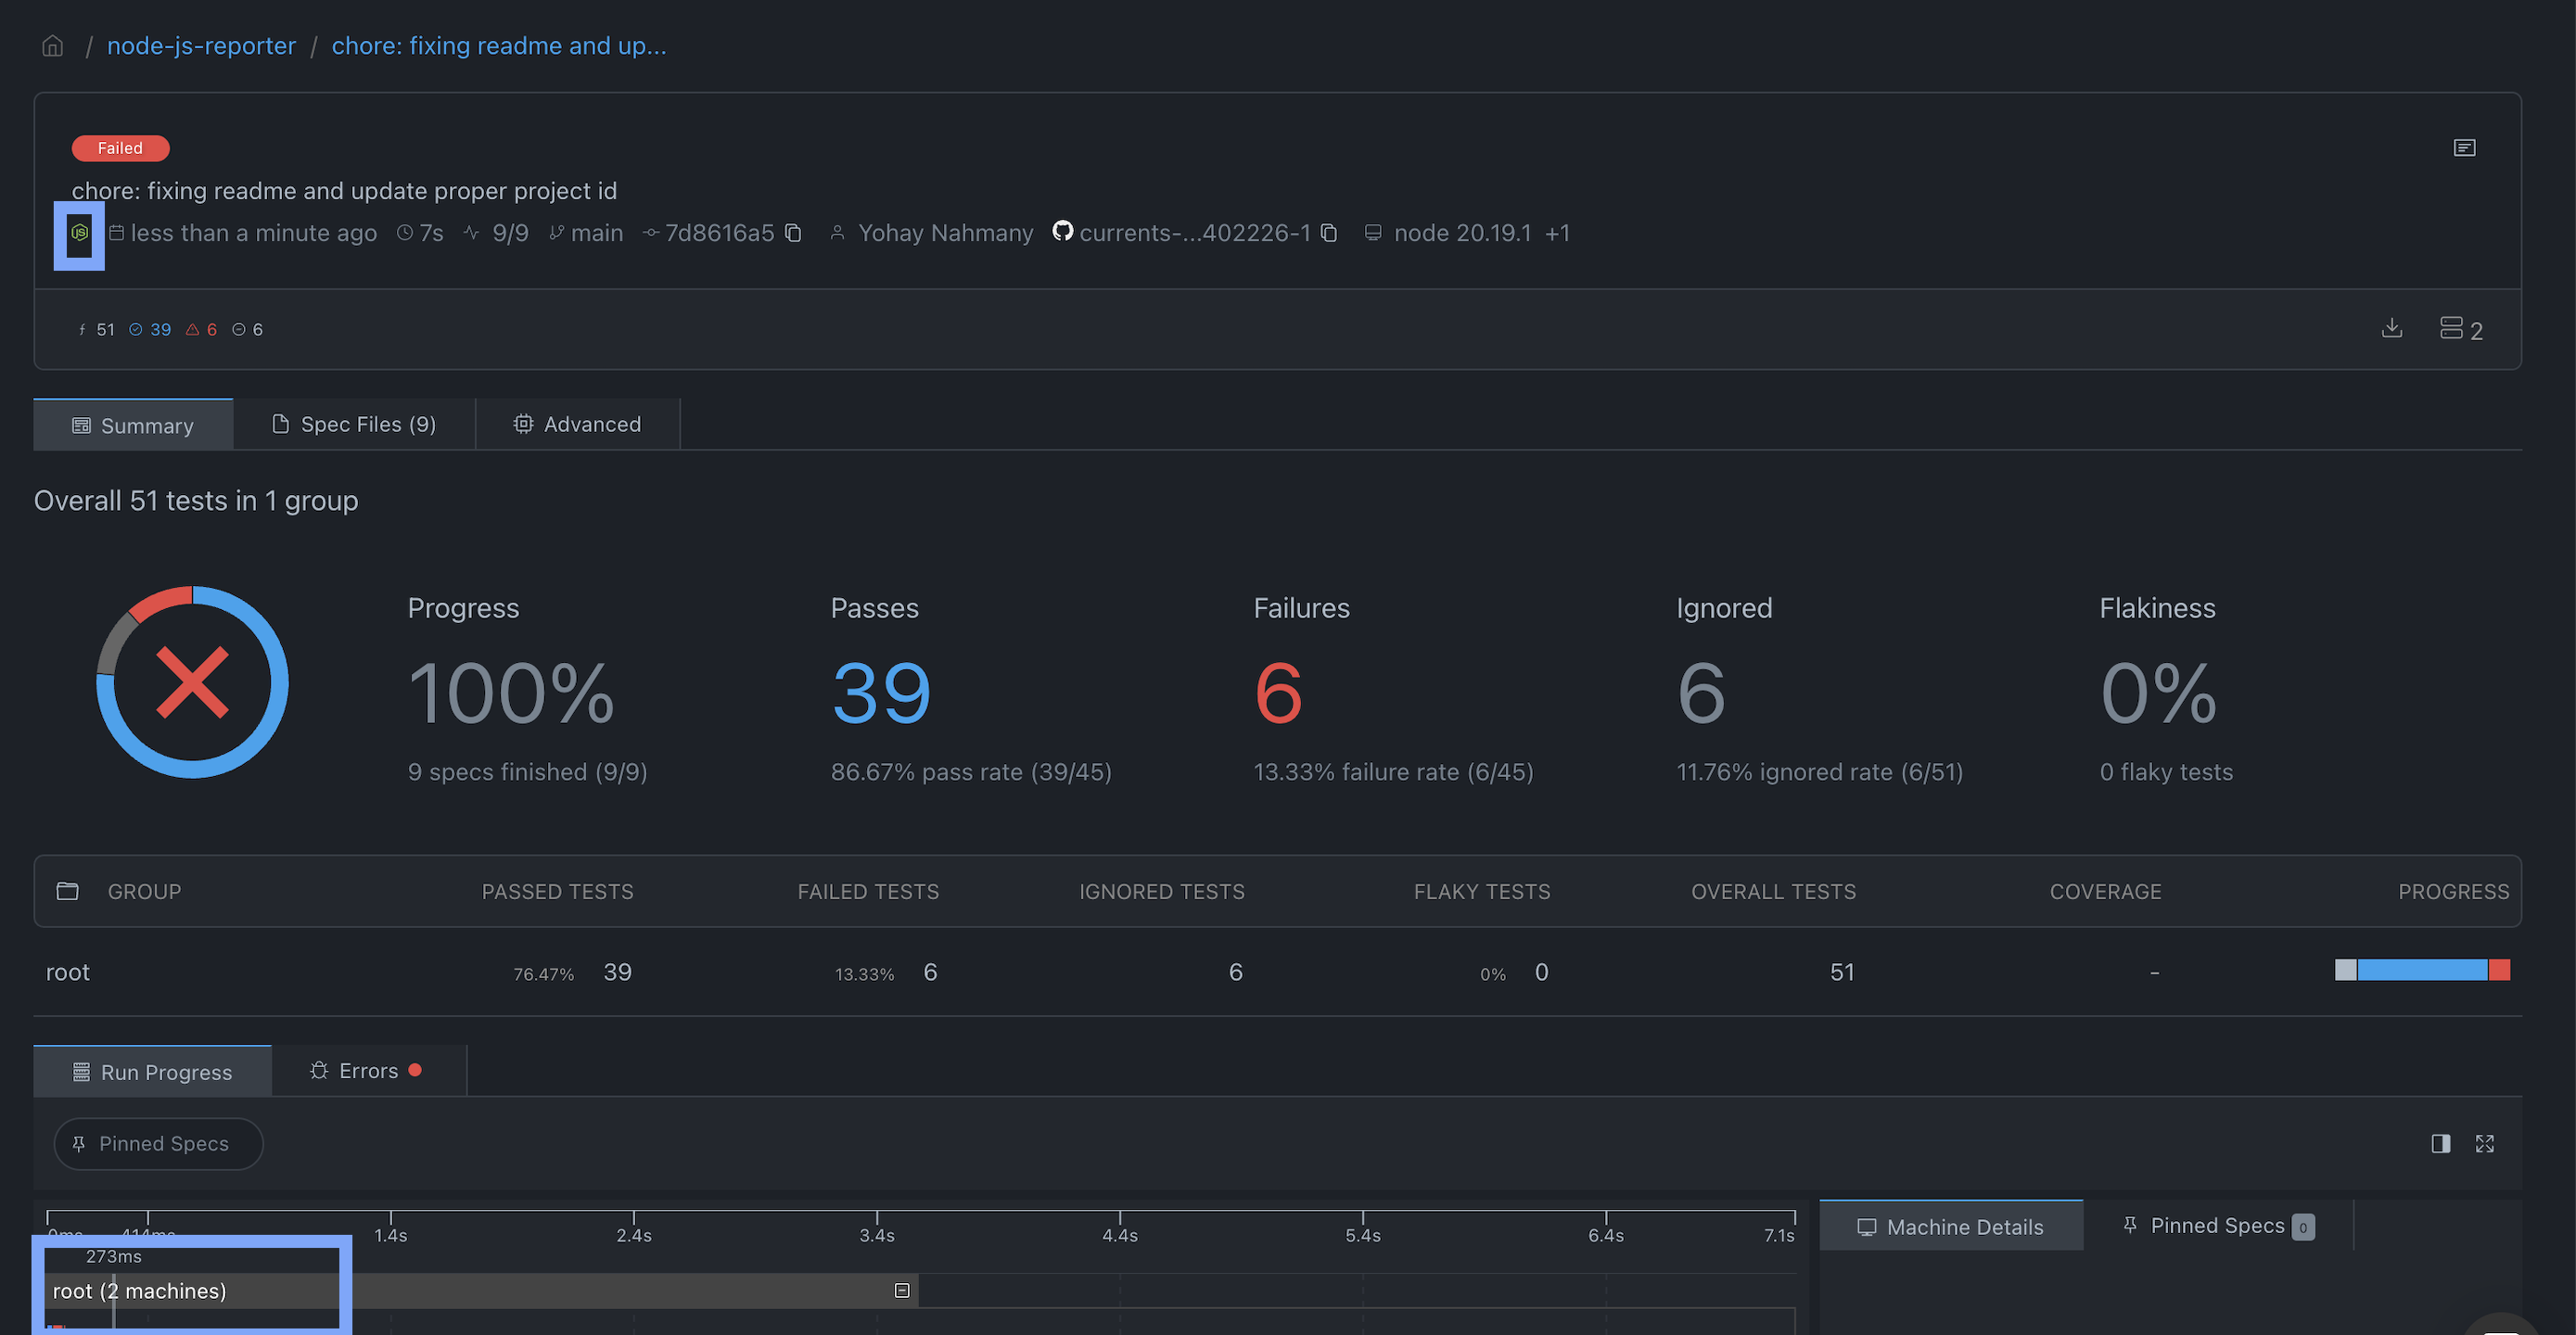 / node-js-reporter / chore: fixing readme and up...
Failed
chore: fixing readme and update proper project id
JS less than a minute ago 7s 9/9 main 7d8616a5 Yohay Nahmany currents-...402226-1 node 20.19.1 +1
51 39 6 6 2
Summary Spec Files (9) Advanced
Overall 51 tests in 1 group
Progress Passes Failures Ignored Flakiness
100% 39 6 6 0%
9 specs finished (9/9) 86.67% pass rate (39/45) 13.33% failure rate (6/45) 11.76% ignored rate (6/51) 0 flaky tests
GROUP PASSED TESTS FAILED TESTS IGNORED TESTS FLAKY TESTS OVERALL TESTS COVERAGE PROGRESS
root 76.47% 39 13.33% 6 6 0% 0 51 -
Run Progress Errors
Pinned Specs
0ms 414ms 1.4s 2.4s 3.4s 4.4s 5.4s 6.4s 7.1s Machine Details Pinned Specs 0
273ms
root (2 machines)